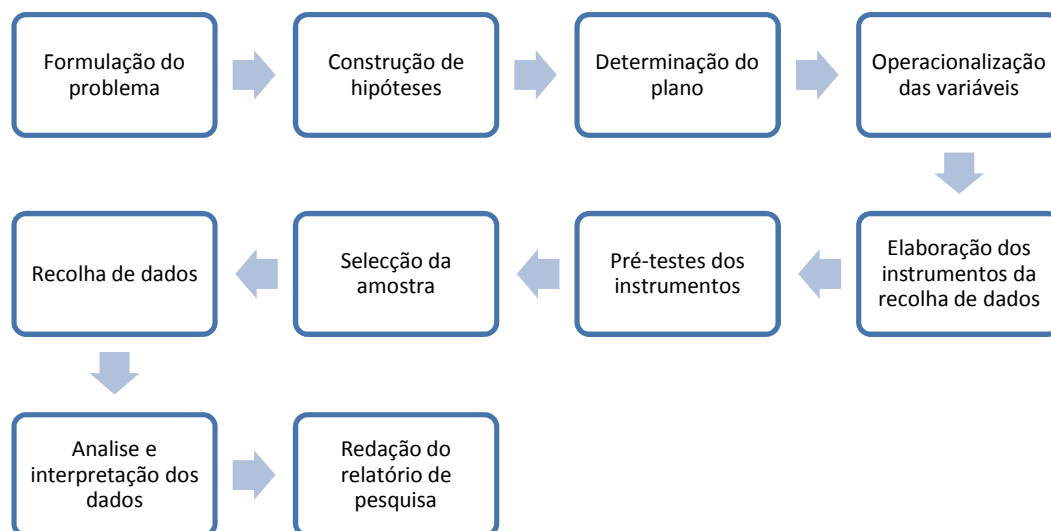 Formulação do
problema
Construção de
hipóteses
Determinação do
plano
Operacionalização
das variáveis
Elaboração dos
instrumentos da
recolha de dados
Pré-testes dos
instrumentos
Selecção da
amostra
Recolha de dados
Analise e
interpretação dos
dados
Redação do
relatório de
pesquisa